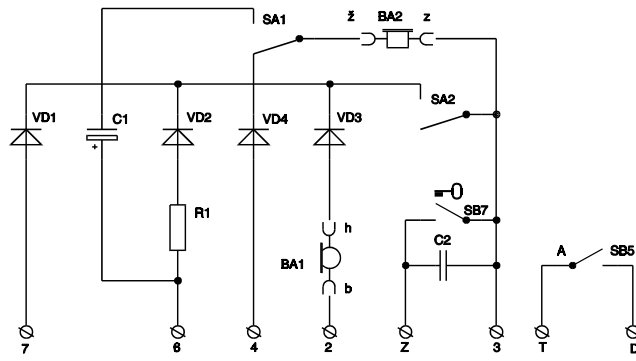 ž BA2 z
SA1
SA2
VD1 C1 VD2 VD4 VD3
+
SB7
R1 h
C2
A SB5
BA1
b
7 6 4 2 Z 3 T D